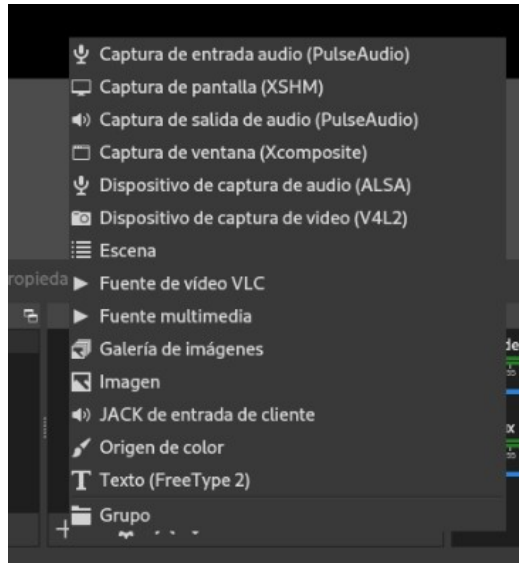 Captura de entrada audio (PulseAudio)
Captura de pantalla (XSHM)
Captura de salida de audio (PulseAudio)
Captura de ventana (Xcomposite)
Dispositivo de captura de audio (ALSA)
Dispositivo de captura de video (V4L2)
Escena
ropieda
Fuente de vídeo VLC
Fuente multimedia
Galería de imágenes
Imagen
JACK de entrada de cliente
Origen de color
Texto (FreeType 2)
Grupo